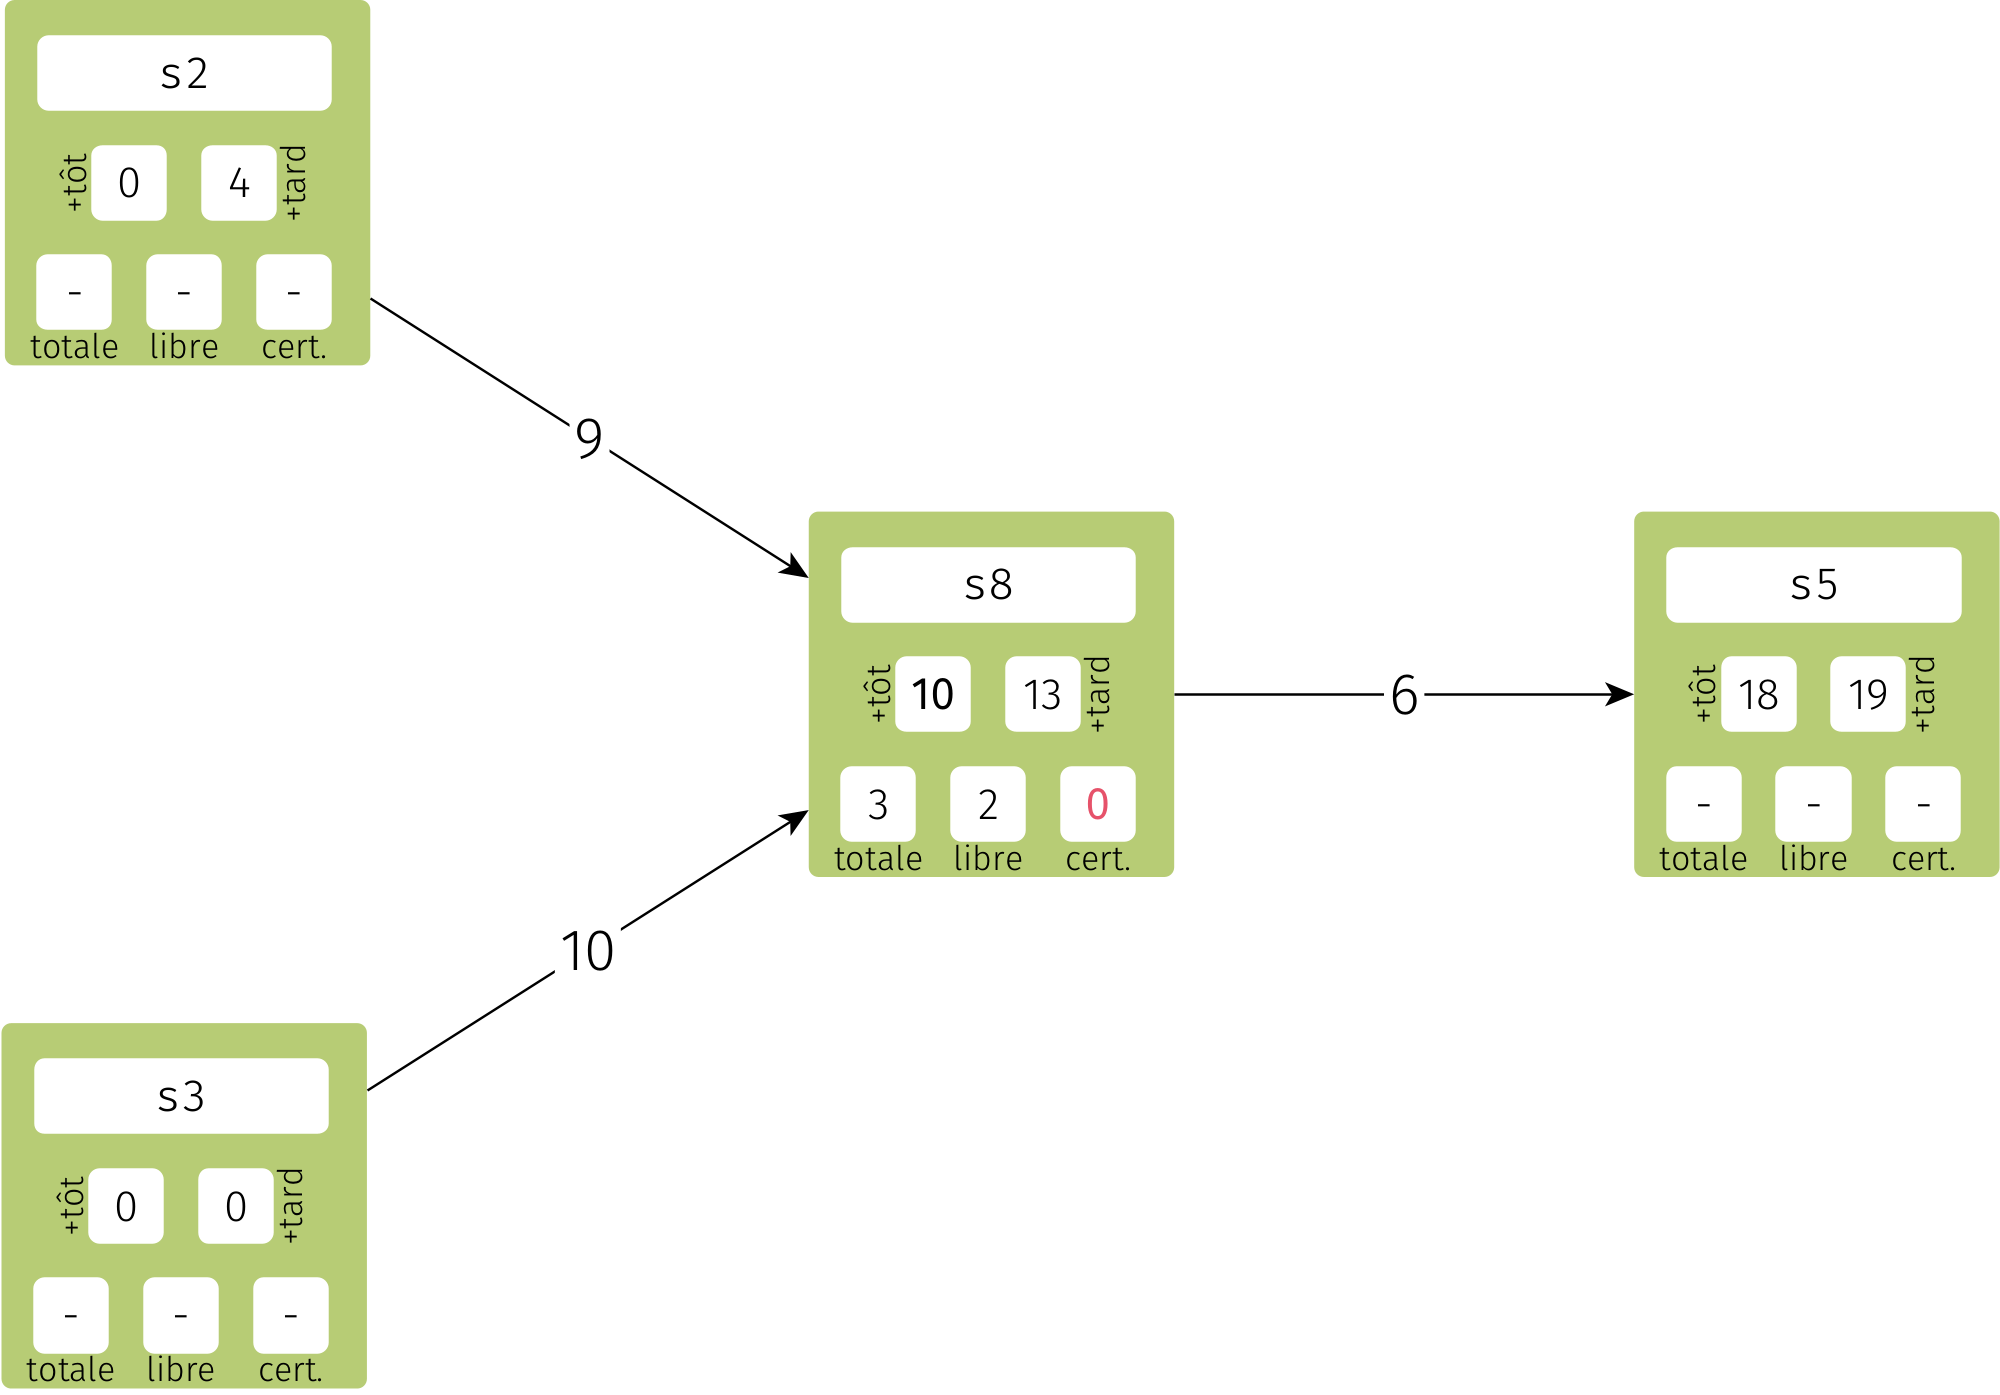 s2
+tôt 0 4 +tard
- - -
totale libre cert.
9
s8
+tôt 10 13 +tard
3 2 0
totale libre cert.
6
s5
+tôt 18 19 +tard
- - -
totale libre cert.
10
s3
+tôt 0 0 +tard
- - -
totale libre cert.